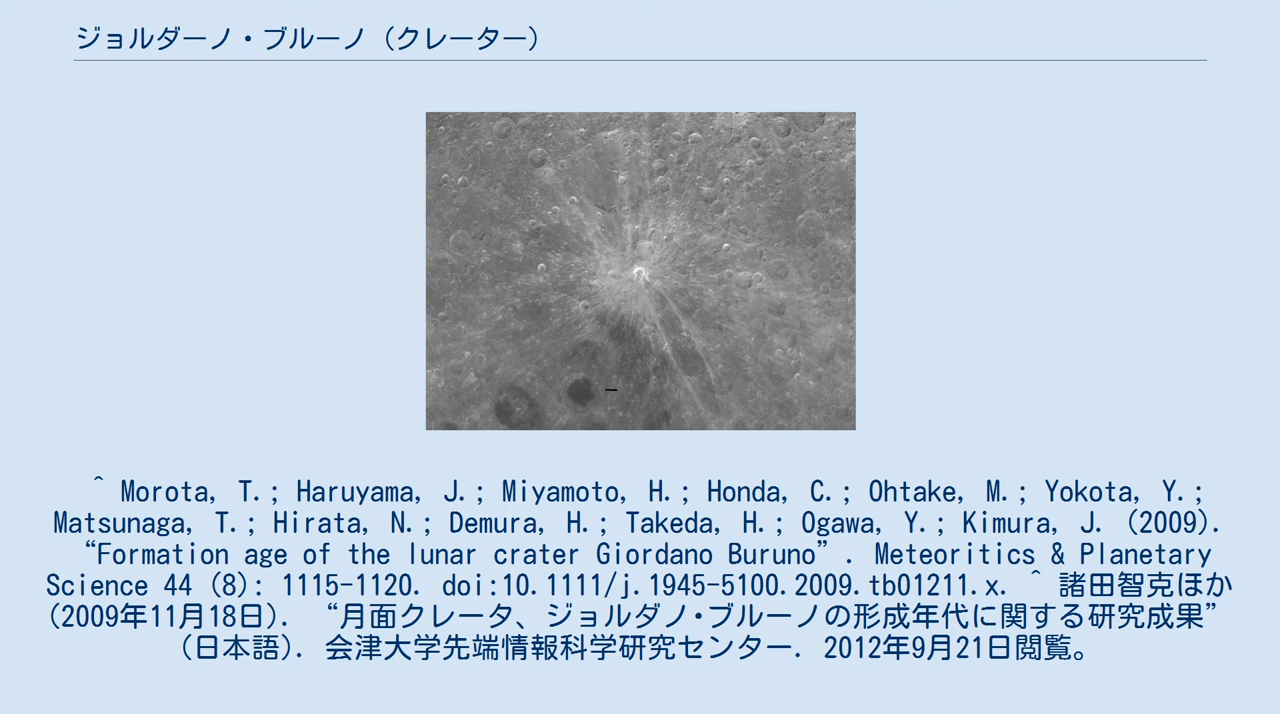 ジョルダーノ・ブルーノ（クレーター）
^ Morota, T.; Haruyama, J.; Miyamoto, H.; Honda, C.; Ohtake, M.; Yokota, Y.;
Matsunaga, T.; Hirata, N.; Demura, H.; Takeda, H.; Ogawa, Y.; Kimura, J. (2009).
“Formation age of the lunar crater Giordano Buruno”. Meteoritics & Planetary
Science 44 (8): 1115-1120. doi:10.1111/j.1945-5100.2009.tb01211.x. ^ 諸田智克ほか
(2009年11月18日). “月面クレータ、ジョルダノ・ブルーノの形成年代に関する研究成果”
(日本語). 会津大学先端情報科学研究センター. 2012年9月21日閲覧。